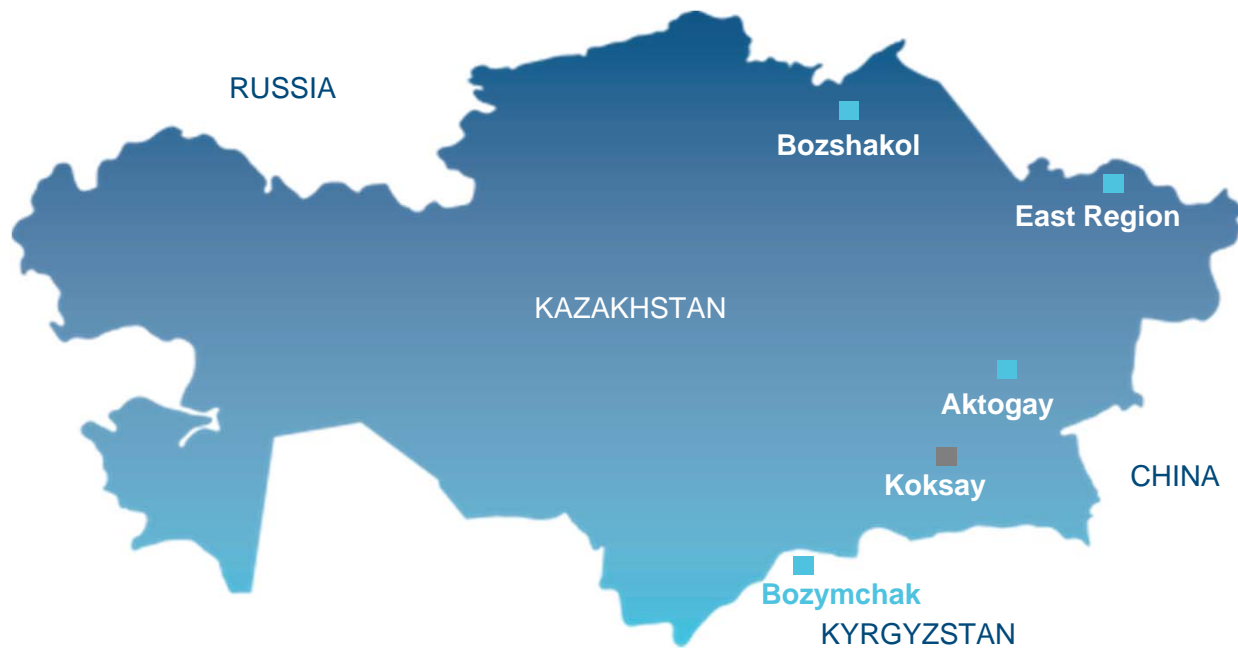 RUSSIA
Bozshakol
East Region
KAZAKHSTAN
Aktogay
Koksay
CHINA
Bozymchak
KYRGYZSTAN